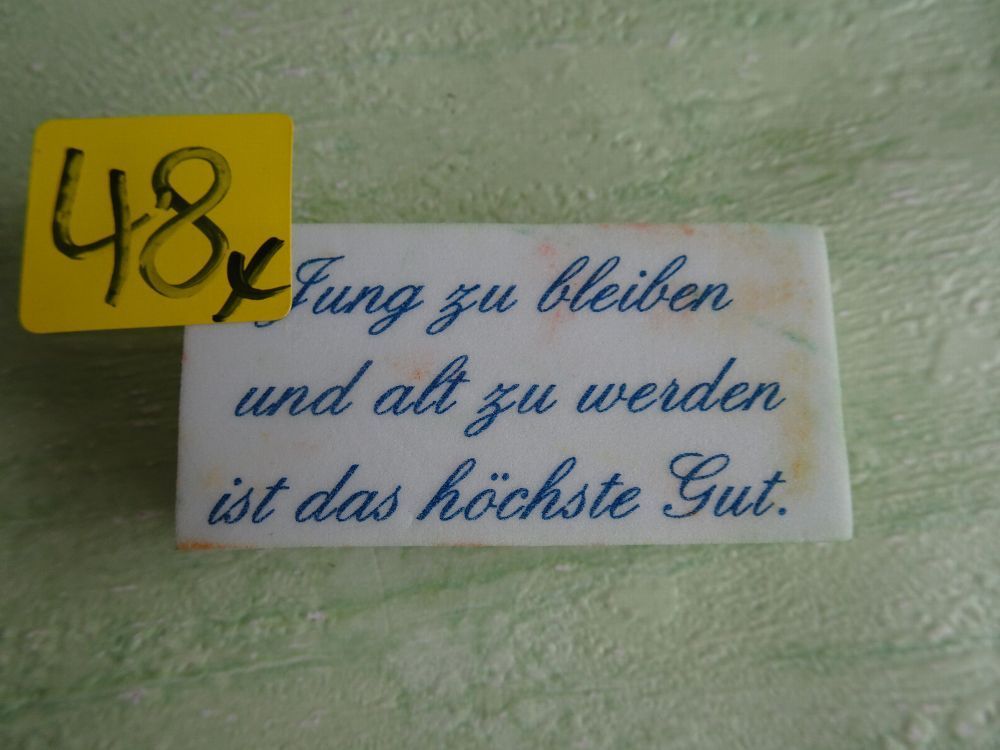 48x
Jung zu bleiben
und alt zu werden
ist das höchste Gut.